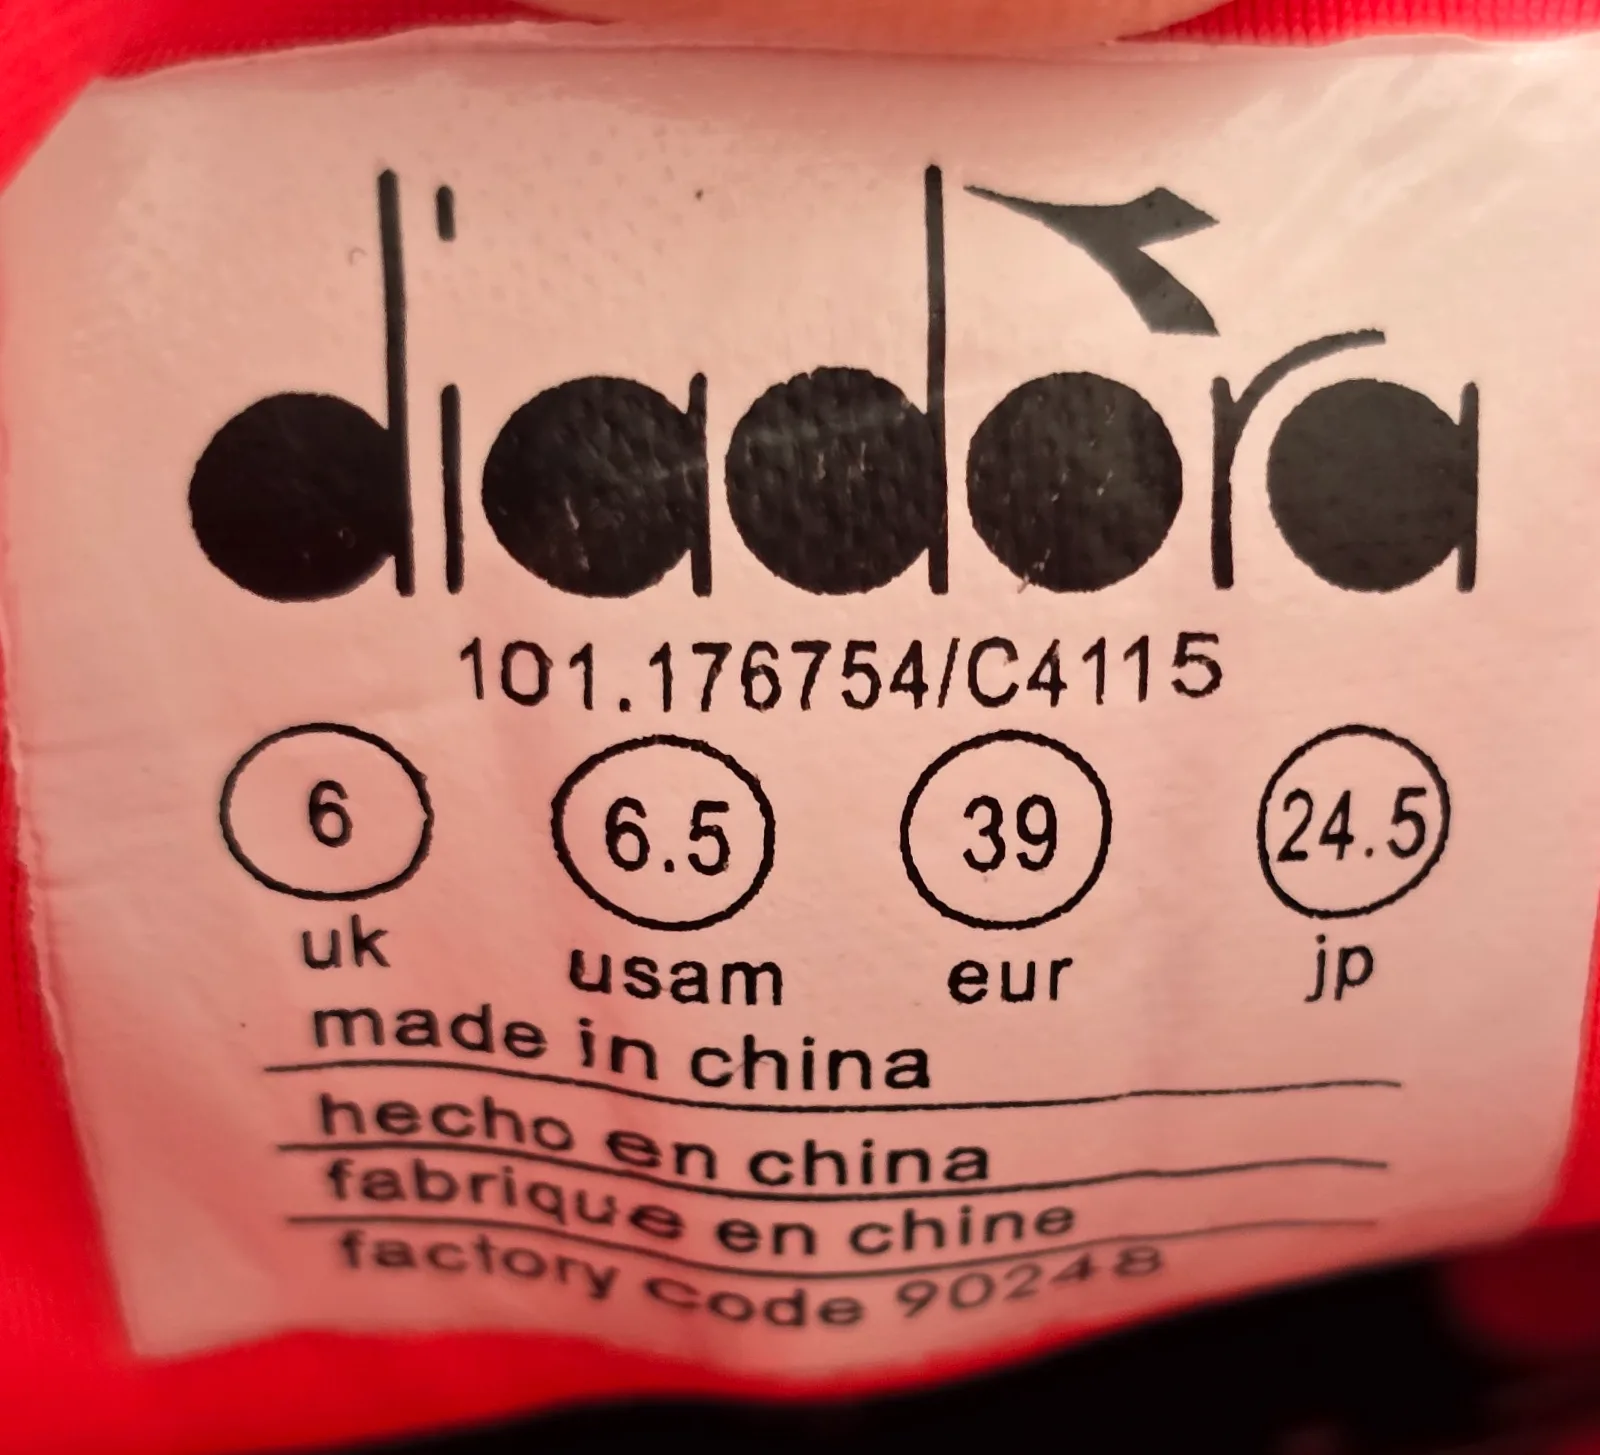 diadora
101.176754/C4115
6 6.5 39 24.5
uk usam eur jp
made in china
hecho en china
fabrique en chine
factory code 90248